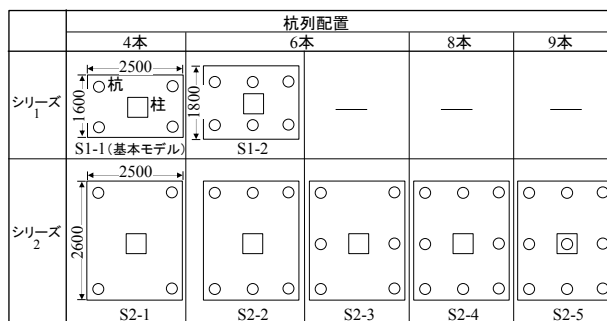 杭列配置
4本 6本 8本 9本
シリーズ
1
2500
1600
杭
柱
S1-1(基本モデル)
1800
S1-2
シリーズ
2
2500
2600
S2-1 S2-2 S2-3 S2-4 S2-5